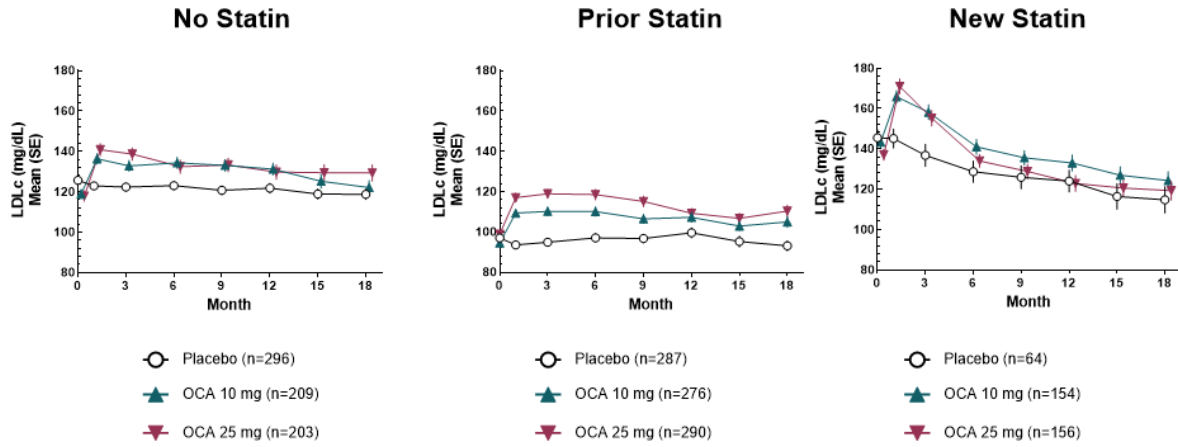 No Statin
180
160
140
120
100
80
LDLc (mg/dL)
Mean (SE)
0 3 6 9 12 15 18
Month
Placebo (n=296)
OCA 10 mg (n=209)
OCA 25 mg (n=203)
Prior Statin
180
160
140
120
100
80
LDLc (mg/dL)
Mean (SE)
0 3 6 9 12 15 18
Month
Placebo (n=287)
OCA 10 mg (n=276)
OCA 25 mg (n=290)
New Statin
180
160
140
120
100
80
LDLc (mg/dL)
Mean (SE)
0 3 6 9 12 15 18
Month
Placebo (n=64)
OCA 10 mg (n=154)
OCA 25 mg (n=156)